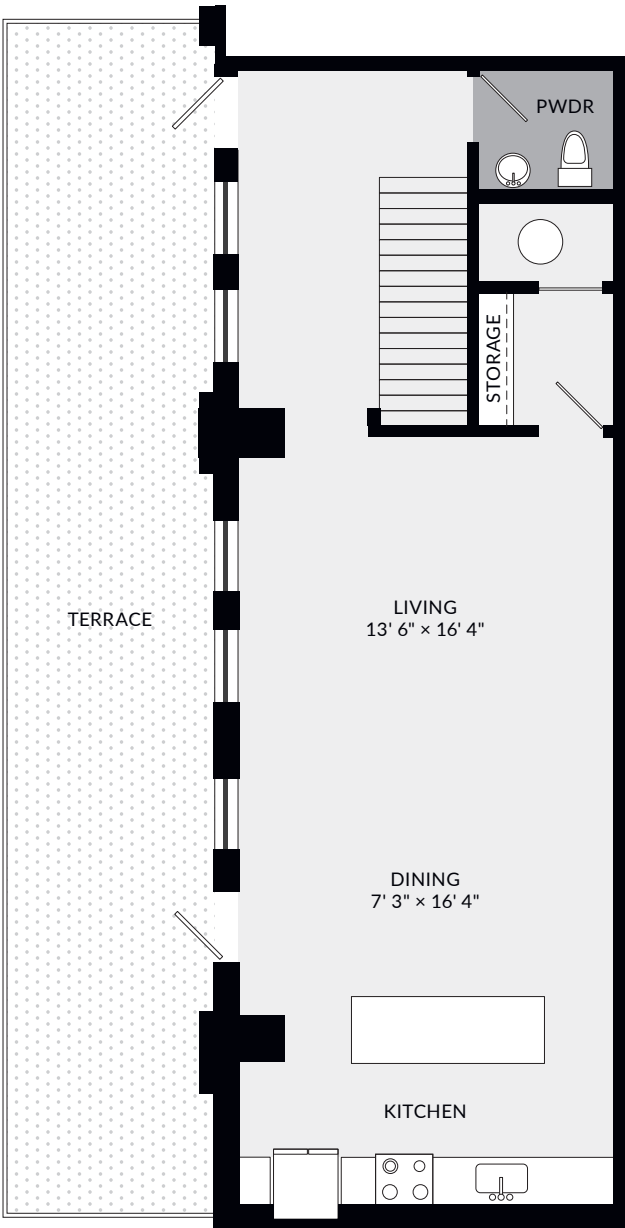 PWDR
STORAGE
LIVING
13' 6" × 16' 4"
TERRACE
DINING
7' 3" × 16' 4"
KITCHEN